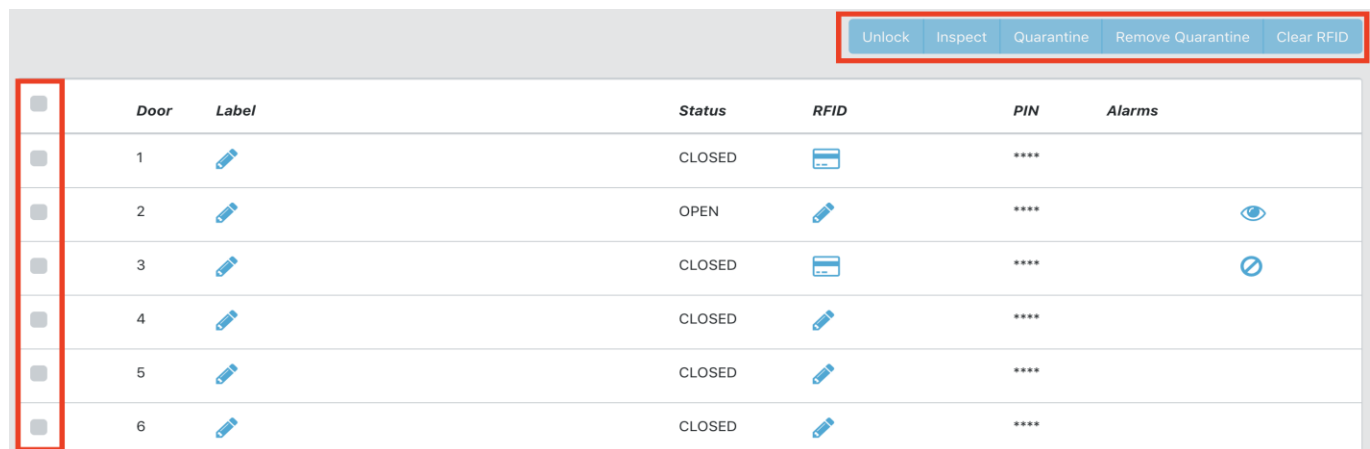 Unlock Inspect Quarantine Remove Quarantine Clear RFID
Door Label Status RFID PIN Alarms
1 CLOSED ****
2 OPEN ****
3 CLOSED ****
4 CLOSED ****
5 CLOSED ****
6 CLOSED ****